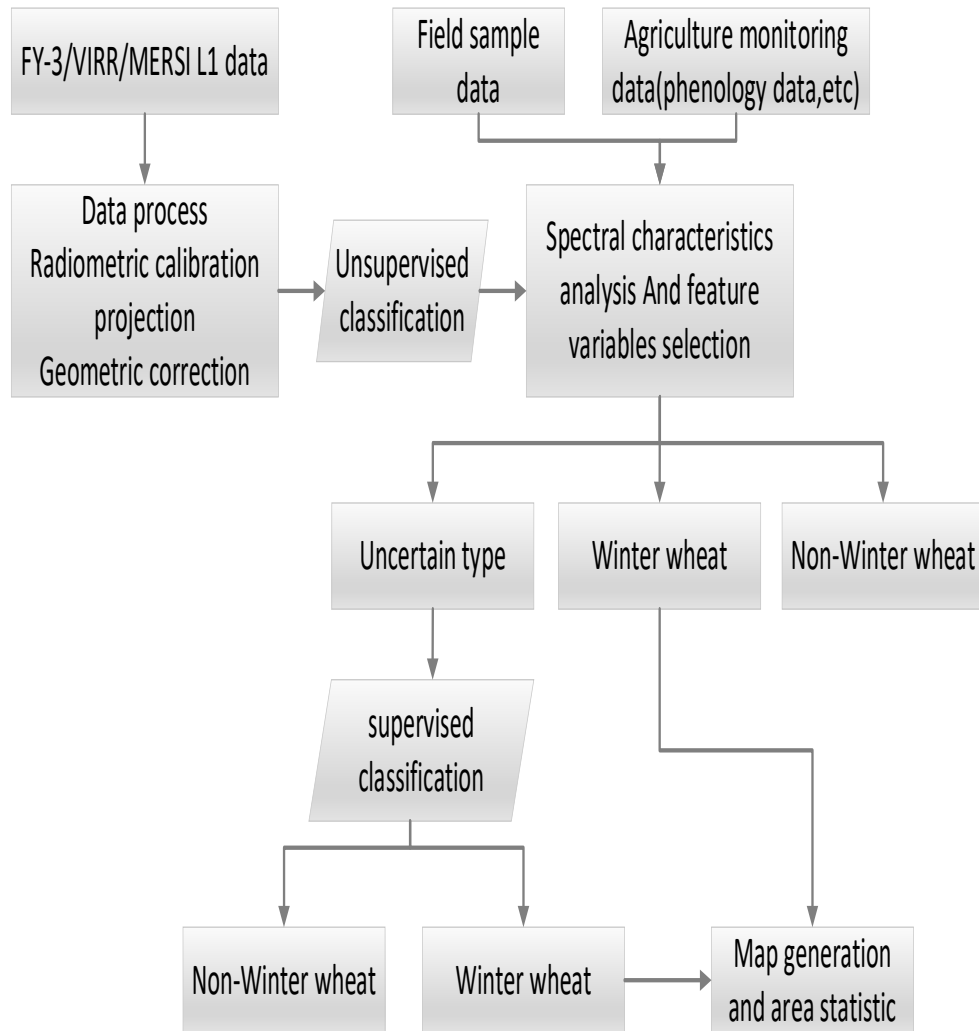 FY-3/VIRR/MERSI L1 data
Field sample
data
Agriculture monitoring
data(phenology data,etc)
Data process
Radiometric calibration
projection
Geometric correction
Unsupervised
classification
Spectral characteristics
analysis And feature
variables selection
Uncertain type
Winter wheat
Non-Winter wheat
supervised
classification
Non-Winter wheat
Winter wheat
Map generation
and area statistic